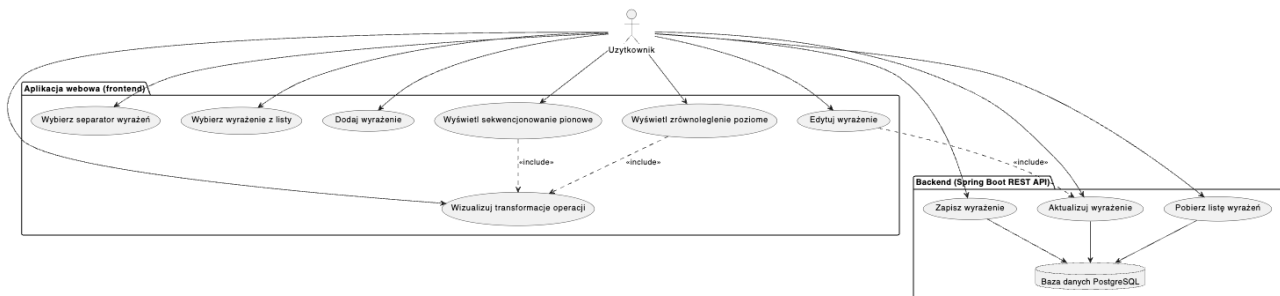 Uzytkownik
Aplikacja webowa (frontend)
Wybierz separator wyrażeń
Wybierz wyrażenie z listy
Dodaj wyrażenie
Wyświetl sekwencjonowanie pionowe
Wyświetl zrównoleglenie poziome
Edytuj wyrażenie
«include»
«include»
«include»
Backend (Spring Boot REST API)
Wizualizuj transformacje operacji
Zapisz wyrażenie
Aktualizuj wyrażenie
Pobierz listę wyrażeń
Baza danych PostgreSQL